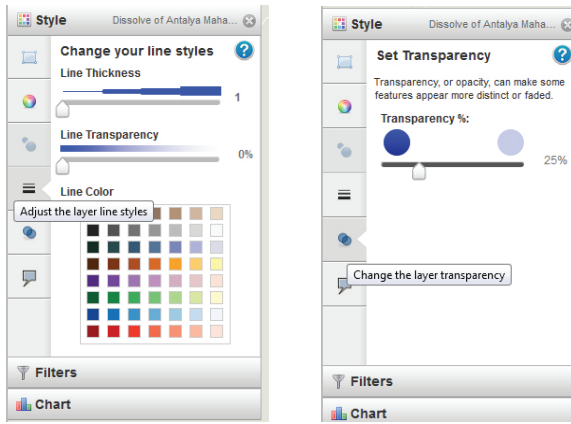 Style Dissolve of Antalya Maha...
Change your line styles
Line Thickness
1
Line Transparency
0%
Line Color
Adjust the layer line styles
Filters
Chart
Style Dissolve of Antalya Maha...
Set Transparency
Transparency, or opacity, can make some
features appear more distinct or faded.
Transparency %:
25%
Change the layer transparency
Filters
Chart